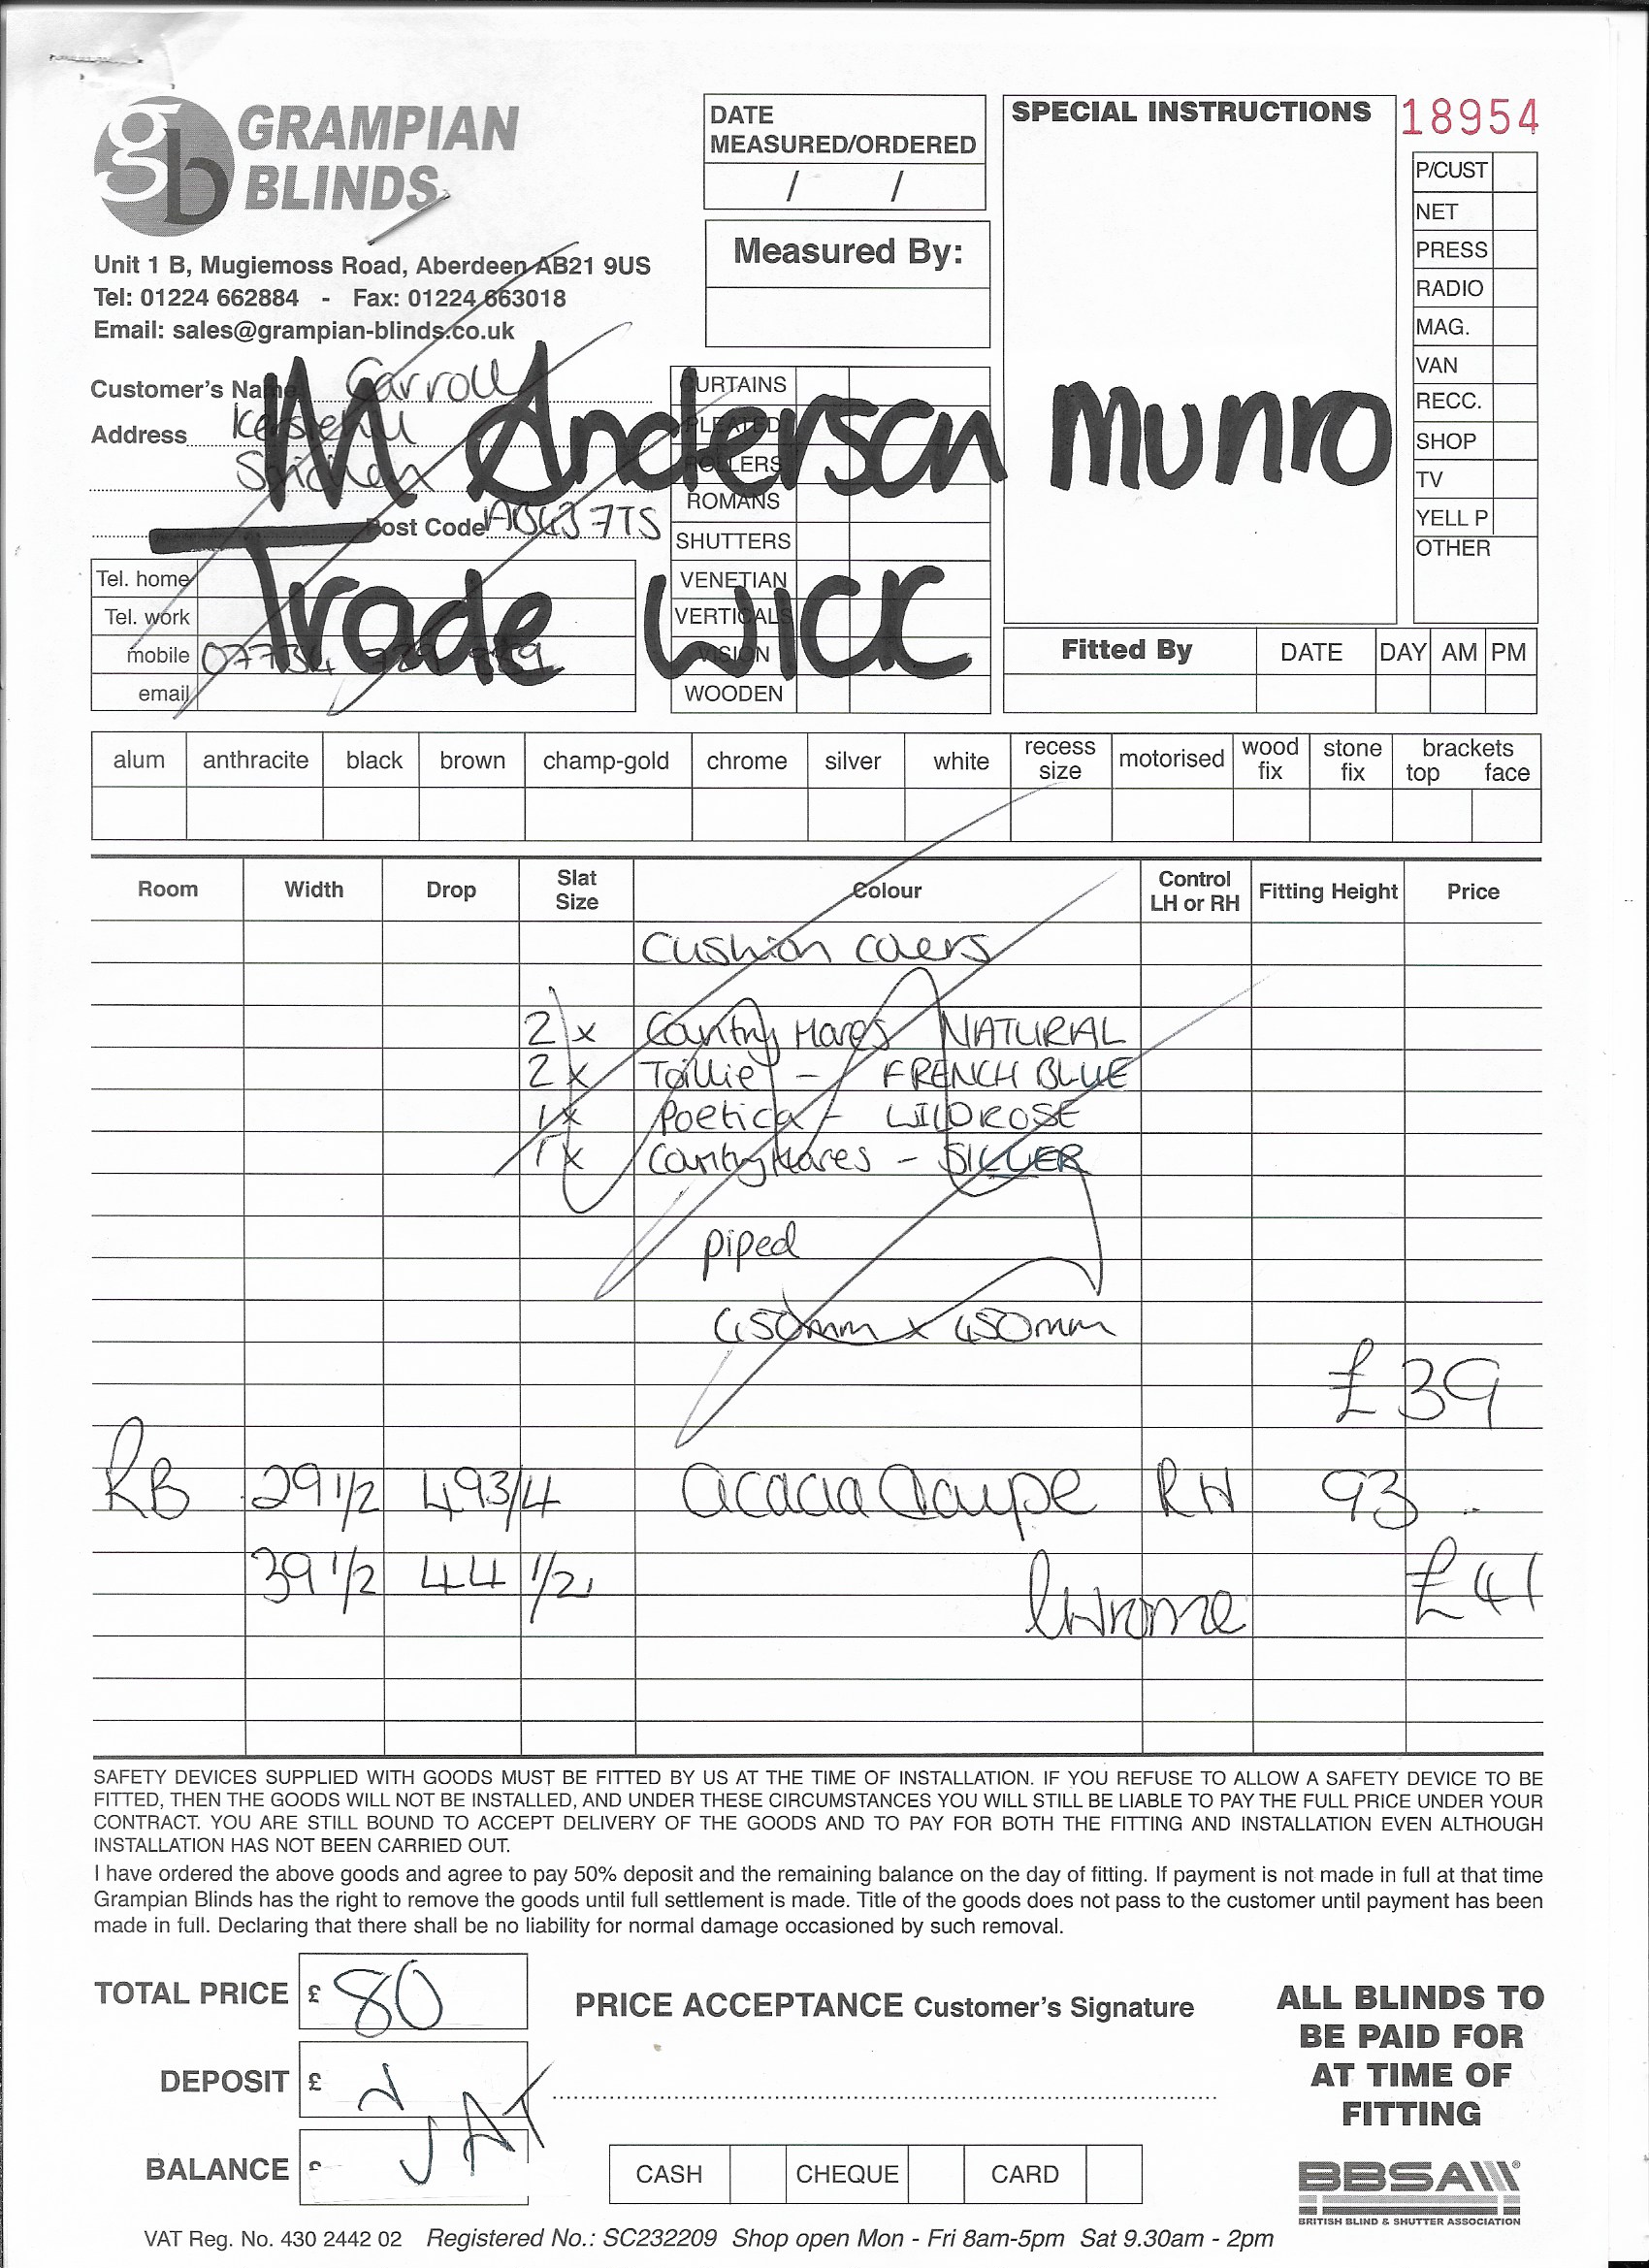 GRAMPIAN
BLINDS
Unit 1 B, Mugiemoss Road, Aberdeen AB21 9US
Tel: 01224 662884 - Fax: 01224 663018
Email: sales@grampian-blinds.co.uk
DATE
MEASURED/ORDERED
/ /
Measured By:
SPECIAL INSTRUCTIONS
18954
P/CUST
NET
PRESS
RADIO
MAG.
VAN
RECC.
SHOP
TV
YELL P
OTHER
Customer's Name Carroll
Address
Post Code AB43 7TS
M Anderson Munro
Trade Wick
Tel. home
Tel. work
mobile 07734
email
CURTAINS
PLEATED
ROLLERS
ROMANS
SHUTTERS
VENETIAN
VERTICALS
VISION
WOODEN
Fitted By DATE DAY AM PM
alum anthracite black brown champ-gold chrome silver white recess size motorised wood fix stone fix brackets top face
Room Width Drop Slat Size Colour Control LH or RH Fitting Height Price
Cushion covers
2 x Country Hares NATURAL
2 x Tallie - FRENCH BLUE
1 x Poetica - WILDROSE
1 x Country Hares - SILVER
piped
450mm x 450mm
£39
RB 29 1/2 49 3/4 acacia taupe RH 93
39 1/2 44 1/2 chrome £41
SAFETY DEVICES SUPPLIED WITH GOODS MUST BE FITTED BY US AT THE TIME OF INSTALLATION. IF YOU REFUSE TO ALLOW A SAFETY DEVICE TO BE
FITTED, THEN THE GOODS WILL NOT BE INSTALLED, AND UNDER THESE CIRCUMSTANCES YOU WILL STILL BE LIABLE TO PAY THE FULL PRICE UNDER YOUR
CONTRACT. YOU ARE STILL BOUND TO ACCEPT DELIVERY OF THE GOODS AND TO PAY FOR BOTH THE FITTING AND INSTALLATION EVEN ALTHOUGH
INSTALLATION HAS NOT BEEN CARRIED OUT.
I have ordered the above goods and agree to pay 50% deposit and the remaining balance on the day of fitting. If payment is not made in full at that time
Grampian Blinds has the right to remove the goods until full settlement is made. Title of the goods does not pass to the customer until payment has been
made in full. Declaring that there shall be no liability for normal damage occasioned by such removal.
TOTAL PRICE £ 80
PRICE ACCEPTANCE Customer's Signature
DEPOSIT £
VAT
BALANCE £
CASH CHEQUE CARD
ALL BLINDS TO
BE PAID FOR
AT TIME OF
FITTING
BBSA
BRITISH BLIND & SHUTTER ASSOCIATION
VAT Reg. No. 430 2442 02 Registered No.: SC232209 Shop open Mon - Fri 8am-5pm Sat 9.30am - 2pm